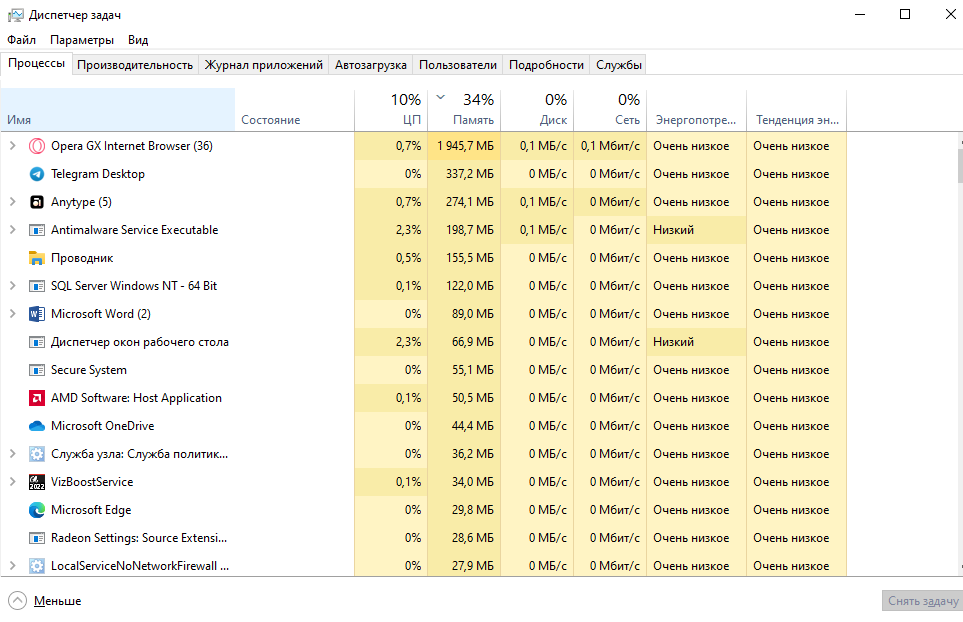 Диспетчер задач
Файл Параметры Вид
Процессы Производительность Журнал приложений Автозагрузка Пользователи Подробности Службы
10% 34% 0% 0%
Имя Состояние ЦП Память Диск Сеть Энергопотре... Тенденция эн...
Opera GX Internet Browser (36) 0,7% 1 945,7 МБ 0,1 МБ/с 0,1 Мбит/с Очень низкое Очень низкое
Telegram Desktop 0% 337,2 МБ 0 МБ/с 0 Мбит/с Очень низкое Очень низкое
Anytype (5) 0,7% 274,1 МБ 0,1 МБ/с 0 Мбит/с Очень низкое Очень низкое
Antimalware Service Executable 2,3% 198,7 МБ 0,1 МБ/с 0 Мбит/с Низкий Очень низкое
Проводник 0,5% 155,5 МБ 0 МБ/с 0 Мбит/с Очень низкое Очень низкое
SQL Server Windows NT - 64 Bit 0,1% 122,0 МБ 0 МБ/с 0 Мбит/с Очень низкое Очень низкое
Microsoft Word (2) 0% 89,0 МБ 0 МБ/с 0 Мбит/с Очень низкое Очень низкое
Диспетчер окон рабочего стола 2,3% 66,9 МБ 0 МБ/с 0 Мбит/с Низкий Очень низкое
Secure System 0% 55,1 МБ 0 МБ/с 0 Мбит/с Очень низкое Очень низкое
AMD Software: Host Application 0,1% 50,5 МБ 0 МБ/с 0 Мбит/с Очень низкое Очень низкое
Microsoft OneDrive 0% 44,4 МБ 0 МБ/с 0 Мбит/с Очень низкое Очень низкое
Служба узла: Служба политик... 0% 36,2 МБ 0 МБ/с 0 Мбит/с Очень низкое Очень низкое
VizBoostService 0,1% 34,0 МБ 0 МБ/с 0 Мбит/с Очень низкое Очень низкое
Microsoft Edge 0% 29,8 МБ 0 МБ/с 0 Мбит/с Очень низкое Очень низкое
Radeon Settings: Source Extensi... 0% 28,6 МБ 0 МБ/с 0 Мбит/с Очень низкое Очень низкое
LocalServiceNoNetworkFirewall ... 0% 27,9 МБ 0 МБ/с 0 Мбит/с Очень низкое Очень низкое
Меньше Снять задачу